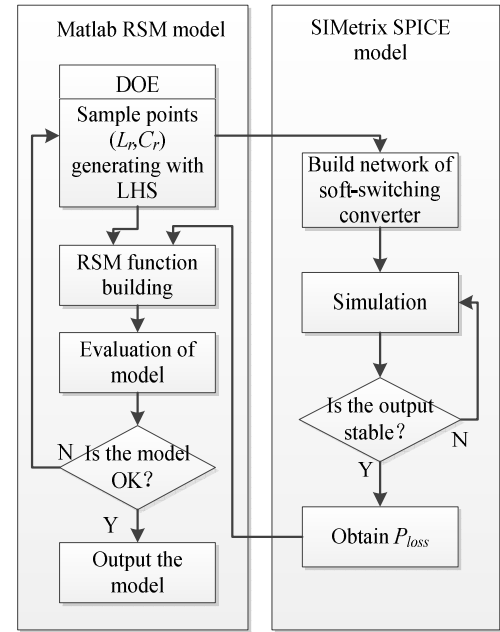 Matlab RSM model
DOE
Sample points
(Lr,Cr)
generating with
LHS
RSM function
building
Evaluation of
model
N
Is the model
OK?
Y
Output the
model
SIMetrix SPICE
model
Build network of
soft-switching
converter
Simulation
Is the output
stable?
N
Y
Obtain Ploss